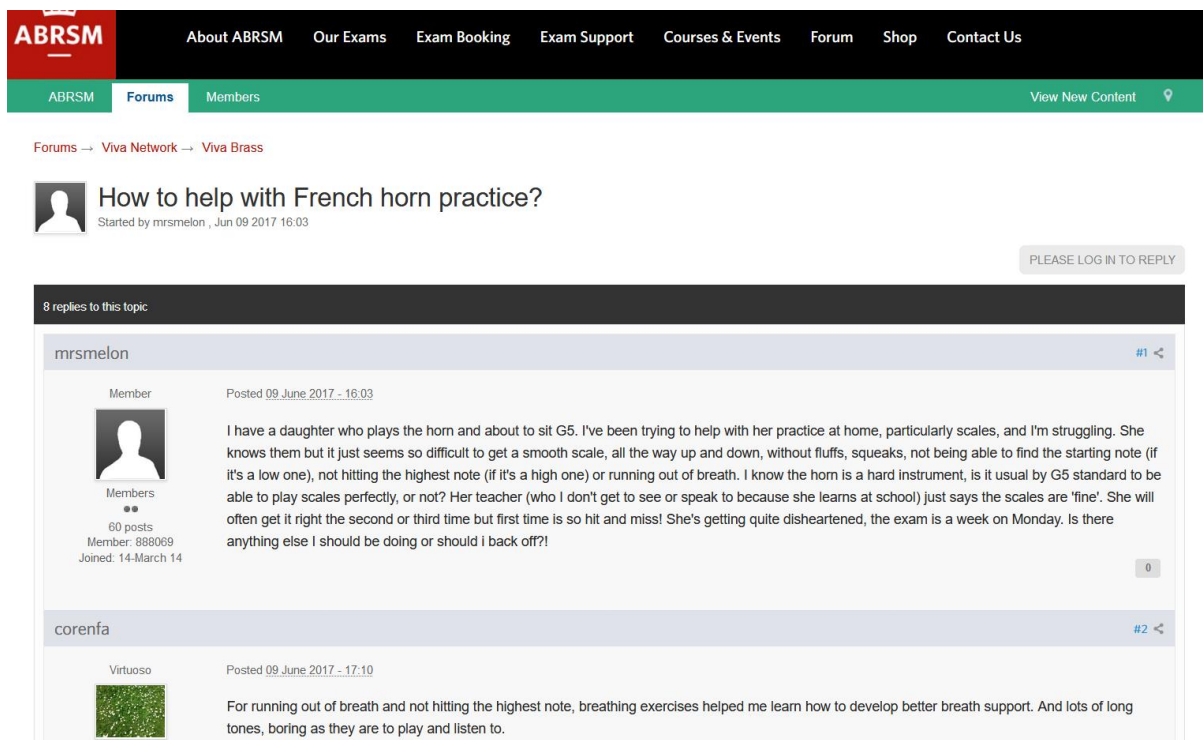 ABRSM
About ABRSM Our Exams Exam Booking Exam Support Courses & Events Forum Shop Contact Us
ABRSM Forums Members View New Content
Forums → Viva Network → Viva Brass
How to help with French horn practice?
Started by mrsmelon , Jun 09 2017 16:03
PLEASE LOG IN TO REPLY
8 replies to this topic
mrsmelon #1
Member
Posted 09 June 2017 - 16:03
I have a daughter who plays the horn and about to sit G5. I've been trying to help with her practice at home, particularly scales, and I'm struggling. She
knows them but it just seems so difficult to get a smooth scale, all the way up and down, without fluffs, squeaks, not being able to find the starting note (if
it's a low one), not hitting the highest note (if it's a high one) or running out of breath. I know the horn is a hard instrument, is it usual by G5 standard to be
able to play scales perfectly, or not? Her teacher (who I don't get to see or speak to because she learns at school) just says the scales are 'fine'. She will
often get it right the second or third time but first time is so hit and miss! She's getting quite disheartened, the exam is a week on Monday. Is there
anything else I should be doing or should i back off?!
Members
60 posts
Member: 888069
Joined: 14-March 14
0
corenfa #2
Virtuoso
Posted 09 June 2017 - 17:10
For running out of breath and not hitting the highest note, breathing exercises helped me learn how to develop better breath support. And lots of long
tones, boring as they are to play and listen to.